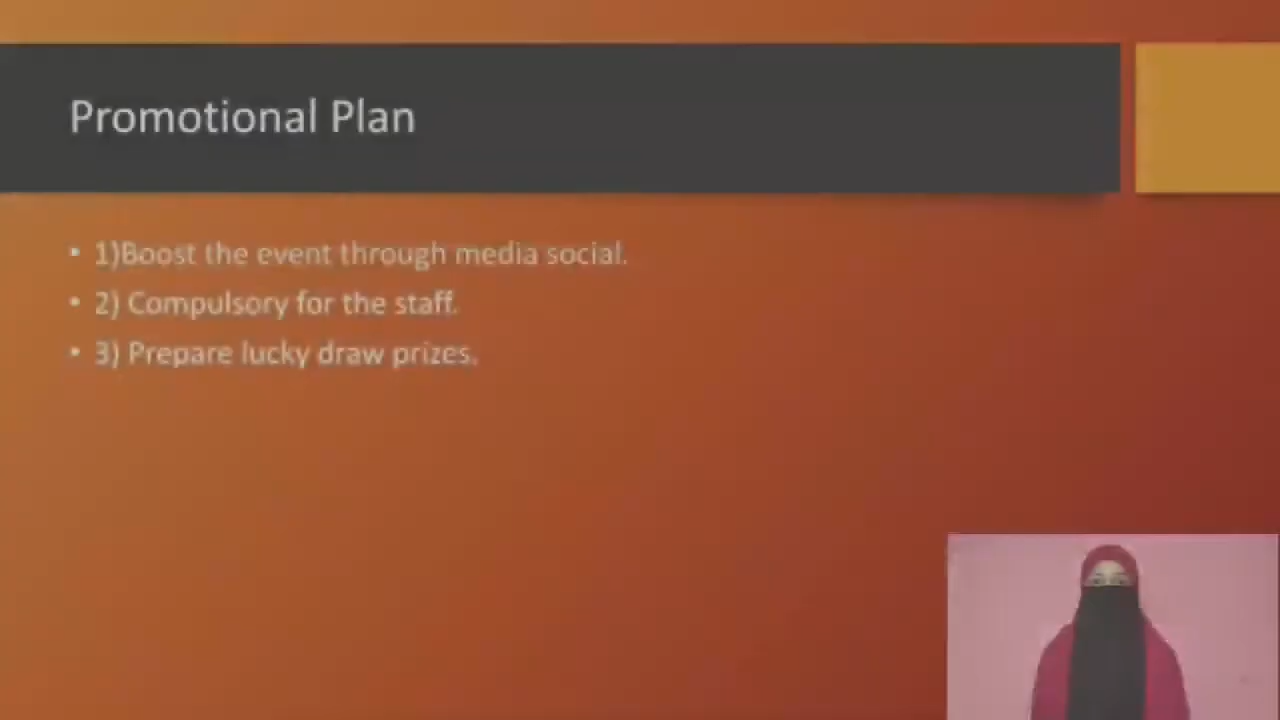 Promotional Plan
• 1)Boost the event through media social.
• 2) Compulsory for the staff.
• 3) Prepare lucky draw prizes.